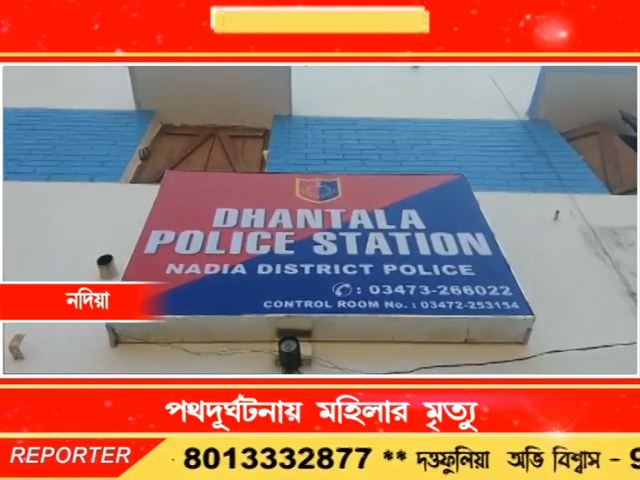 DHANTALA
POLICE STATION
NADIA DISTRICT POLICE
: 03473-266022
CONTROL ROOM No. : 03472-253154
নদিয়া
পথদূর্ঘটনায় মহিলার মৃত্যু
REPORTER - 8013332877 ** দত্তফুলিয়া অভি বিশ্বাস - 9